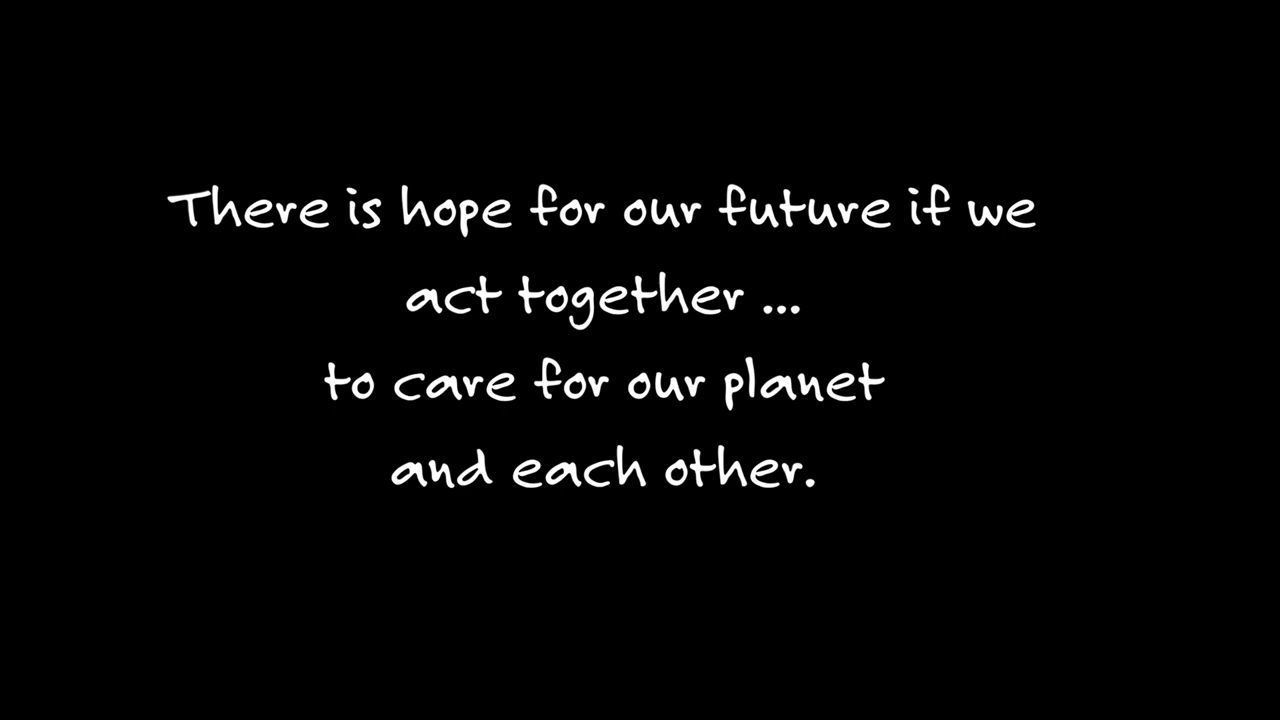 There is hope for our future if we
act together ...
to care for our planet
and each other.